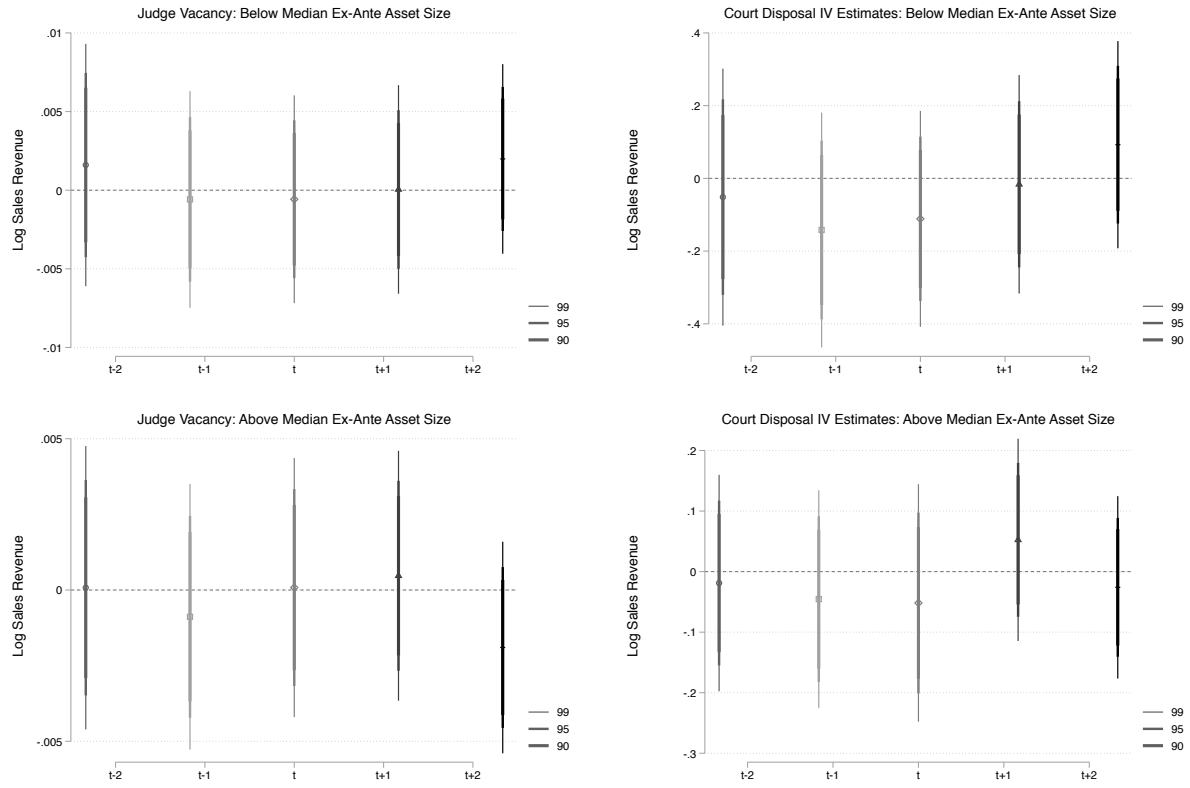 Judge Vacancy: Below Median Ex-Ante Asset Size
Log Sales Revenue
.01
.005
0
-.005
-.01
t-2 t-1 t t+1 t+2
99
95
90
Court Disposal IV Estimates: Below Median Ex-Ante Asset Size
Log Sales Revenue
.4
.2
0
-.2
-.4
t-2 t-1 t t+1 t+2
99
95
90
Judge Vacancy: Above Median Ex-Ante Asset Size
Log Sales Revenue
.005
0
-.005
t-2 t-1 t t+1 t+2
99
95
90
Court Disposal IV Estimates: Above Median Ex-Ante Asset Size
Log Sales Revenue
.2
.1
0
-.1
-.2
-.3
t-2 t-1 t t+1 t+2
99
95
90